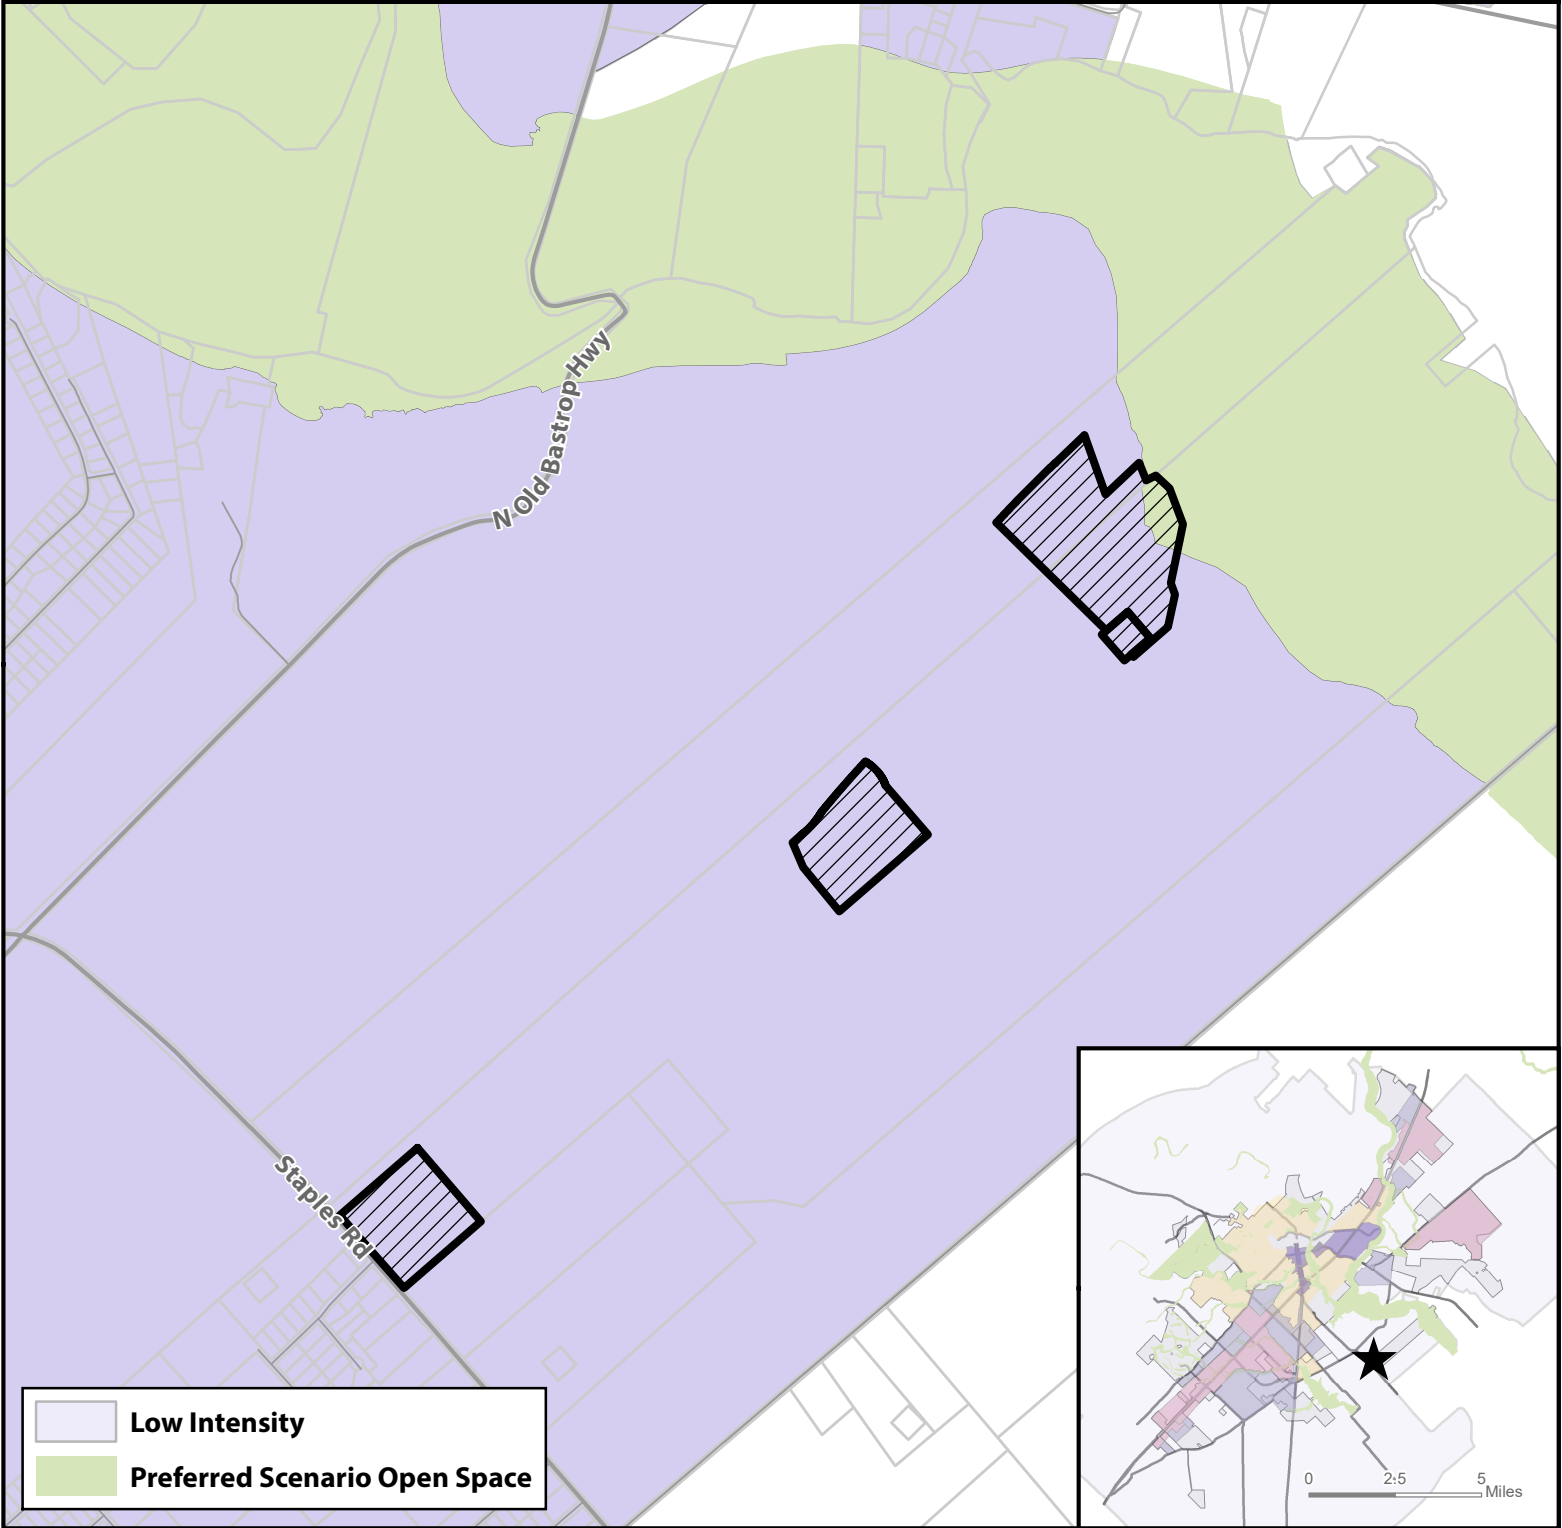 N Old Bastrop Hwy
Staples Rd
Low Intensity
Preferred Scenario Open Space
0 2.5 5
Miles